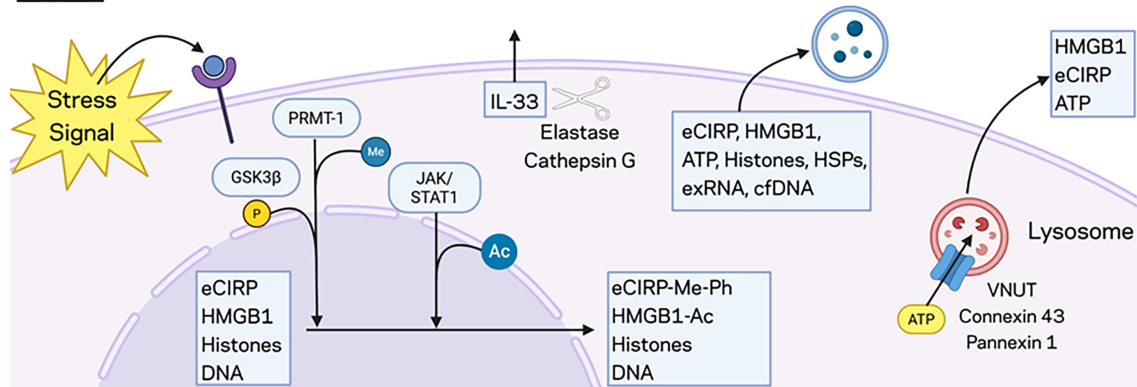 Stress
Signal
PRMT-1
Me
GSK3β
P
JAK/
STAT1
Ac
eCIRP
HMGB1
Histones
DNA
eCIRP-Me-Ph
HMGB1-Ac
Histones
DNA
IL-33
Elastase
Cathepsin G
eCIRP, HMGB1,
ATP, Histones, HSPs,
exRNA, cfDNA
HMGB1
eCIRP
ATP
Lysosome
ATP
VNUT
Connexin 43
Pannexin 1